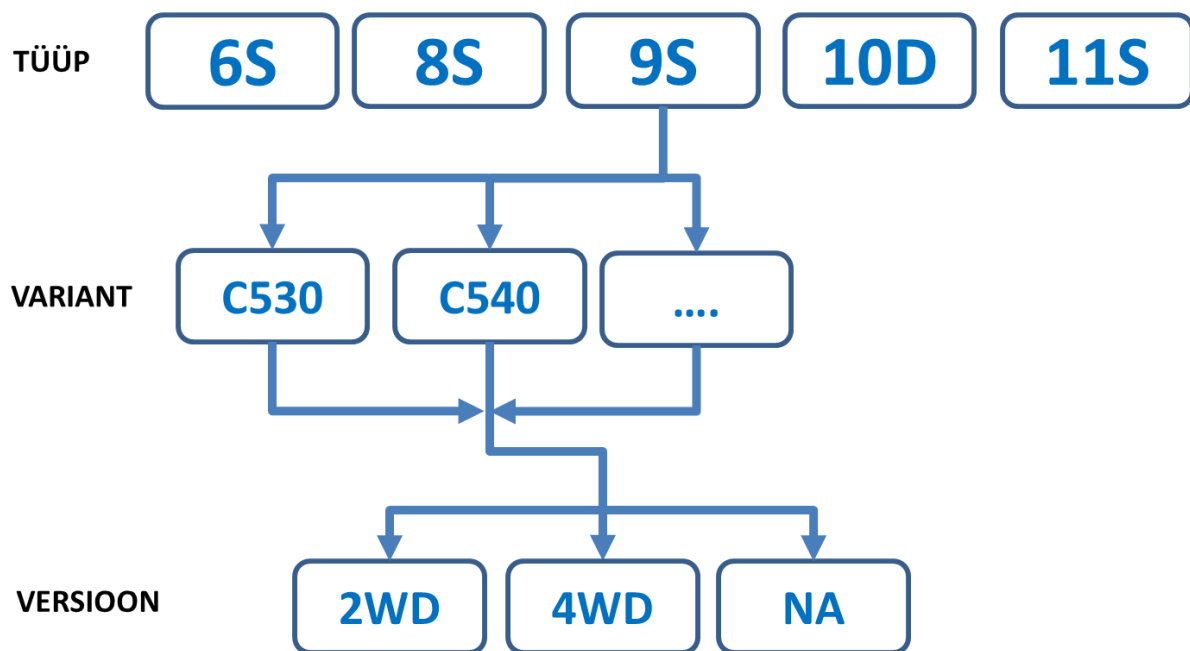 TÜÜP 6S 8S 9S 10D 11S
VARIANT C530 C540 ....
VERSIOON 2WD 4WD NA